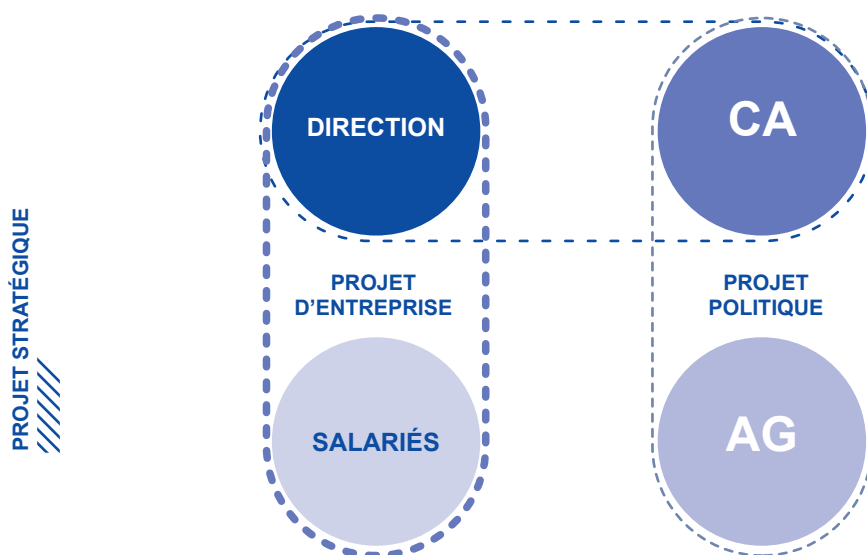 DIRECTION
CA
PROJET STRATÉGIQUE
PROJET
D’ENTREPRISE
PROJET
POLITIQUE
SALARIÉS
AG